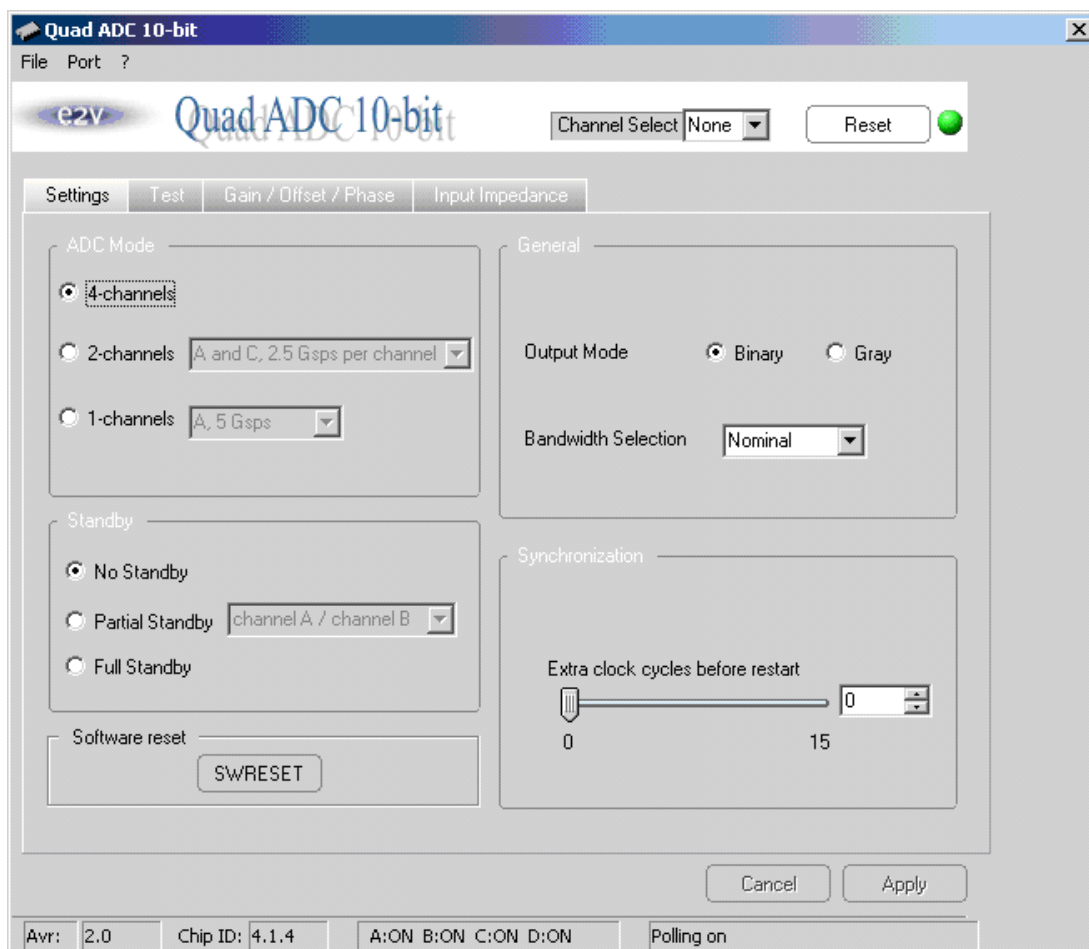 Quad ADC 10-bit
File Port ?
e2v Quad ADC 10-bit Channel Select None Reset
Settings Test Gain / Offset / Phase Input Impedance
ADC Mode
4-channels
2-channels A and C, 2.5 Gsps per channel
1-channels A, 5 Gsps
Standby
No Standby
Partial Standby channel A / channel B
Full Standby
Software reset
SWRESET
General
Output Mode Binary Gray
Bandwidth Selection Nominal
Synchronization
Extra clock cycles before restart
0
0 15
Cancel Apply
Avr: 2.0 Chip ID: 4.1.4 A:ON B:ON C:ON D:ON Polling on